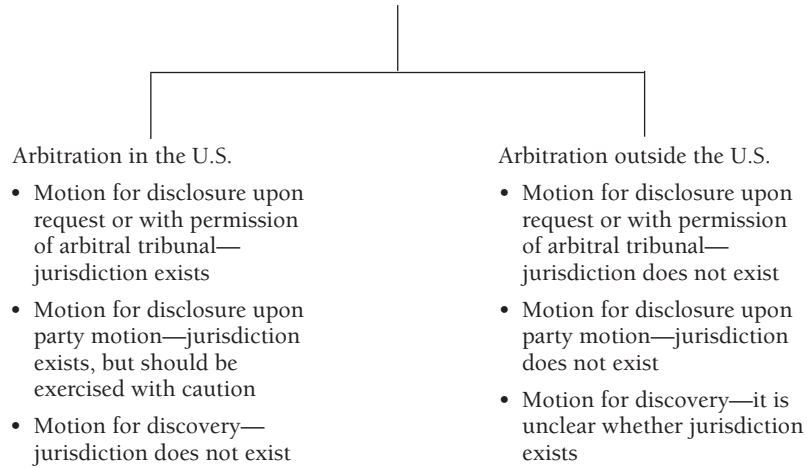 Arbitration in the U.S.
• Motion for disclosure upon
request or with permission
of arbitral tribunal—
jurisdiction exists
• Motion for disclosure upon
party motion—jurisdiction
exists, but should be
exercised with caution
• Motion for discovery—
jurisdiction does not exist
Arbitration outside the U.S.
• Motion for disclosure upon
request or with permission
of arbitral tribunal—
jurisdiction does not exist
• Motion for disclosure upon
party motion—jurisdiction
does not exist
• Motion for discovery—it is
unclear whether jurisdiction
exists